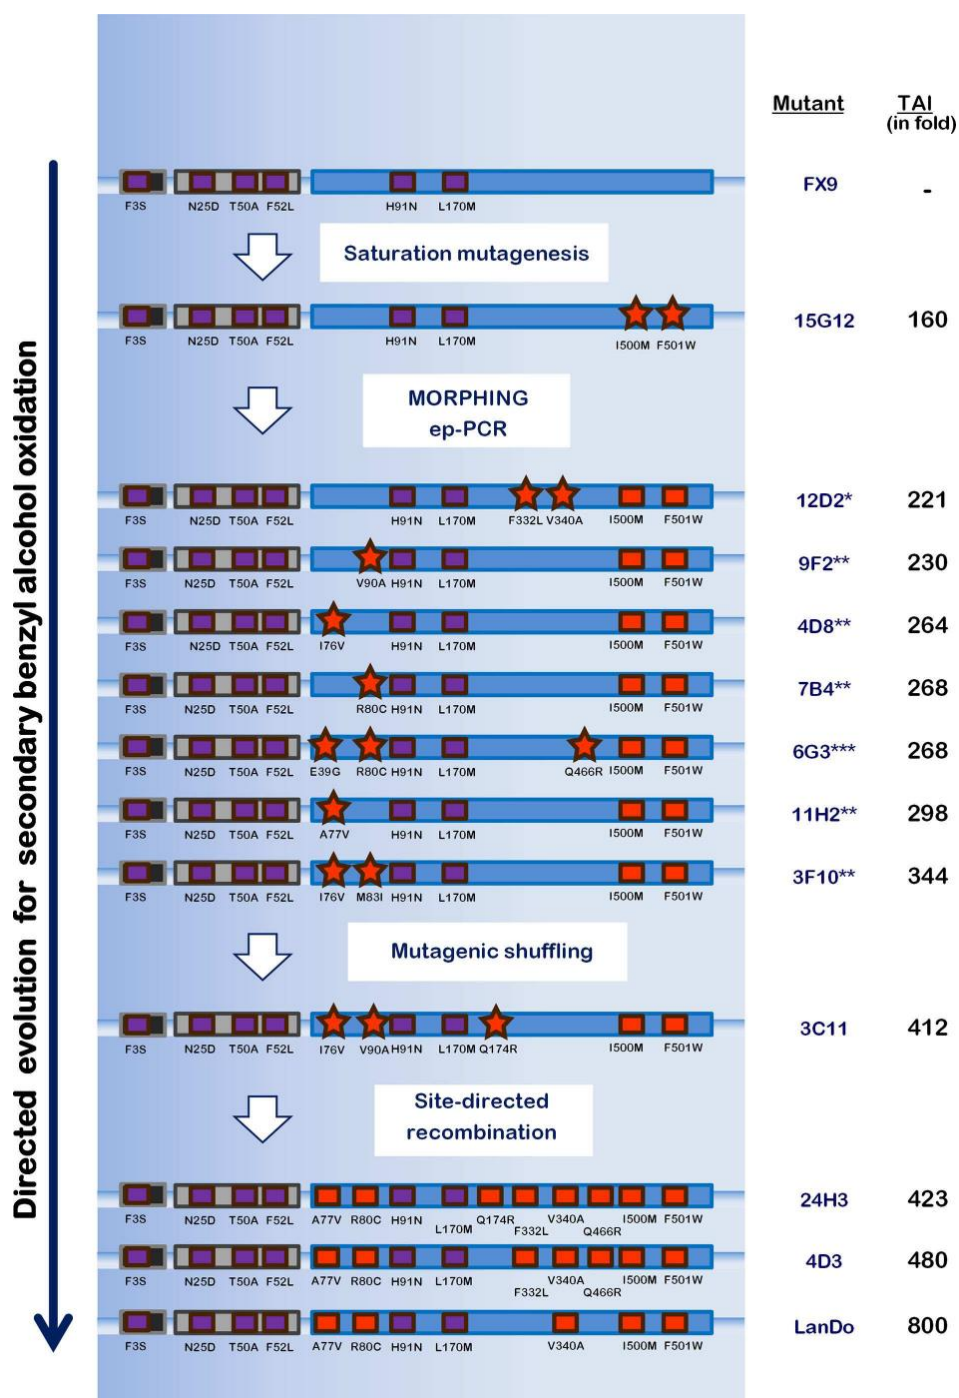 Directed evolution for secondary benzyl alcohol oxidation
Mutant TAI
(in fold)
FX9 -
F3S N25D T50A F52L H91N L170M
Saturation mutagenesis
15G12 160
F3S N25D T50A F52L H91N L170M I500M F501W
MORPHING
ep-PCR
12D2* 221
F3S N25D T50A F52L H91N L170M F332L V340A I500M F501W
9F2** 230
F3S N25D T50A F52L V90A H91N L170M I500M F501W
4D8** 264
F3S N25D T50A F52L I76V H91N L170M I500M F501W
7B4** 268
F3S N25D T50A F52L R80C H91N L170M I500M F501W
6G3*** 268
F3S N25D T50A F52L E39G R80C H91N L170M Q466R I500M F501W
11H2** 298
F3S N25D T50A F52L A77V H91N L170M I500M F501W
3F10** 344
F3S N25D T50A F52L I76V M83I H91N L170M I500M F501W
Mutagenic shuffling
3C11 412
F3S N25D T50A F52L I76V V90A H91N L170M Q174R I500M F501W
Site-directed
recombination
24H3 423
F3S N25D T50A F52L A77V R80C H91N L170M Q174R F332L V340A Q466R I500M F501W
4D3 480
F3S N25D T50A F52L A77V R80C H91N L170M F332L V340A Q466R I500M F501W
LanDo 800
F3S N25D T50A F52L A77V R80C H91N L170M V340A I500M F501W